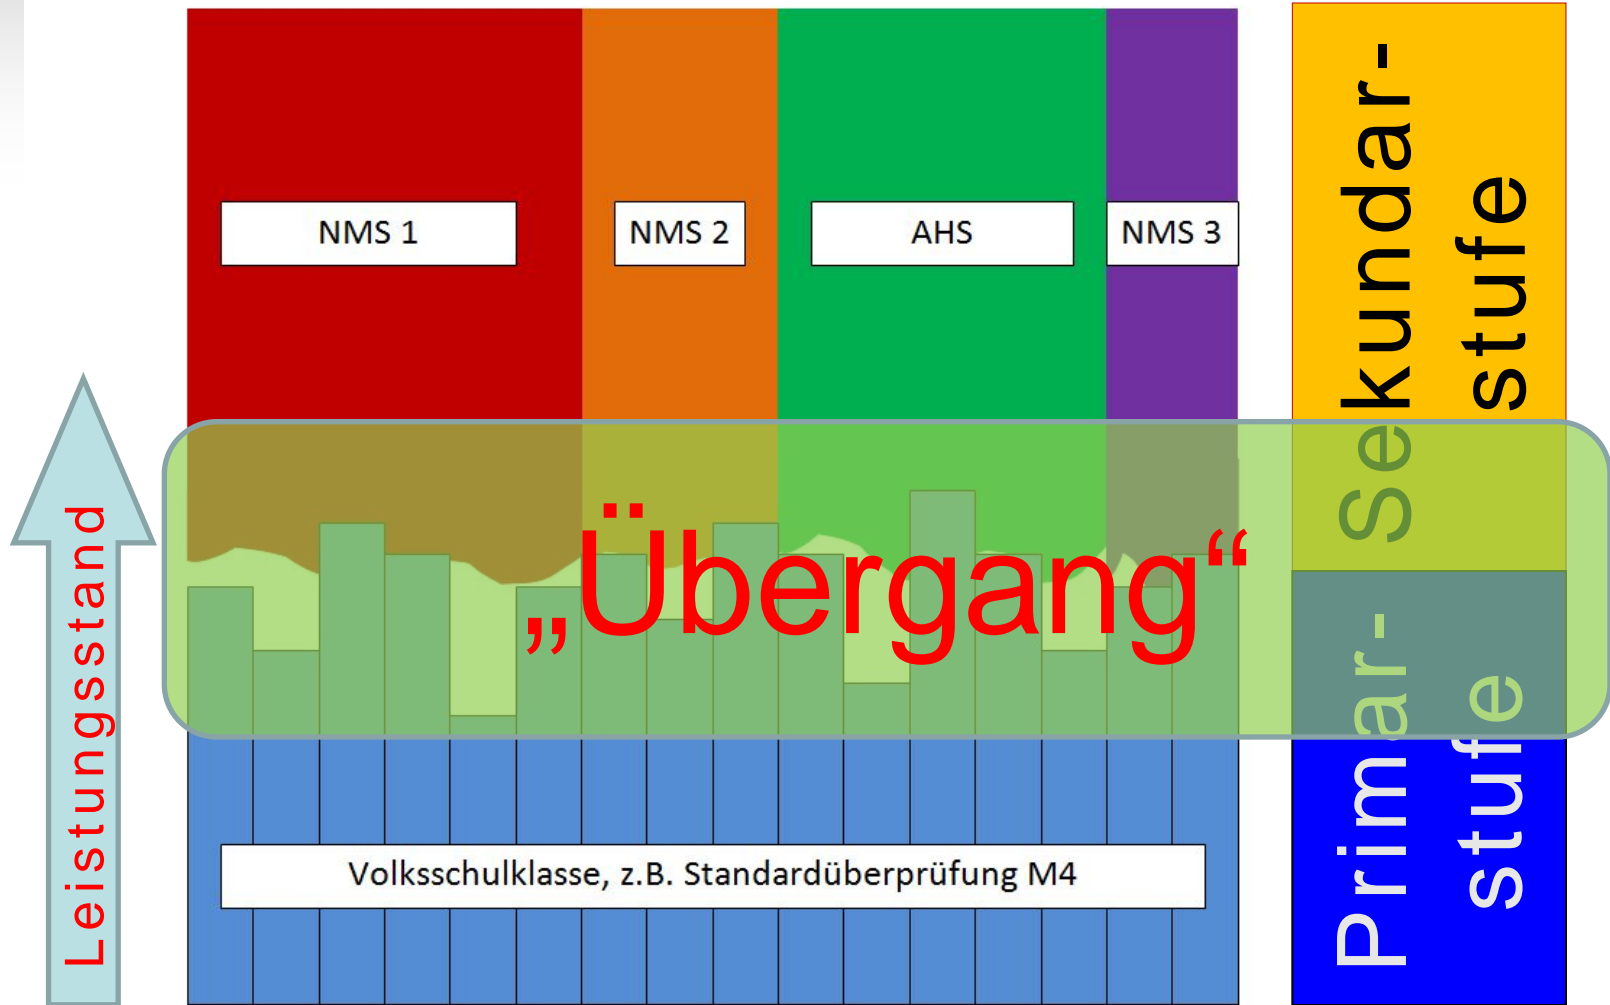 NMS 1
NMS 2
AHS
NMS 3
Sekundar-
stufe
Leistungsstand
„Übergang“
Primar-
stufe
Volksschulklasse, z.B. Standardüberprüfung M4